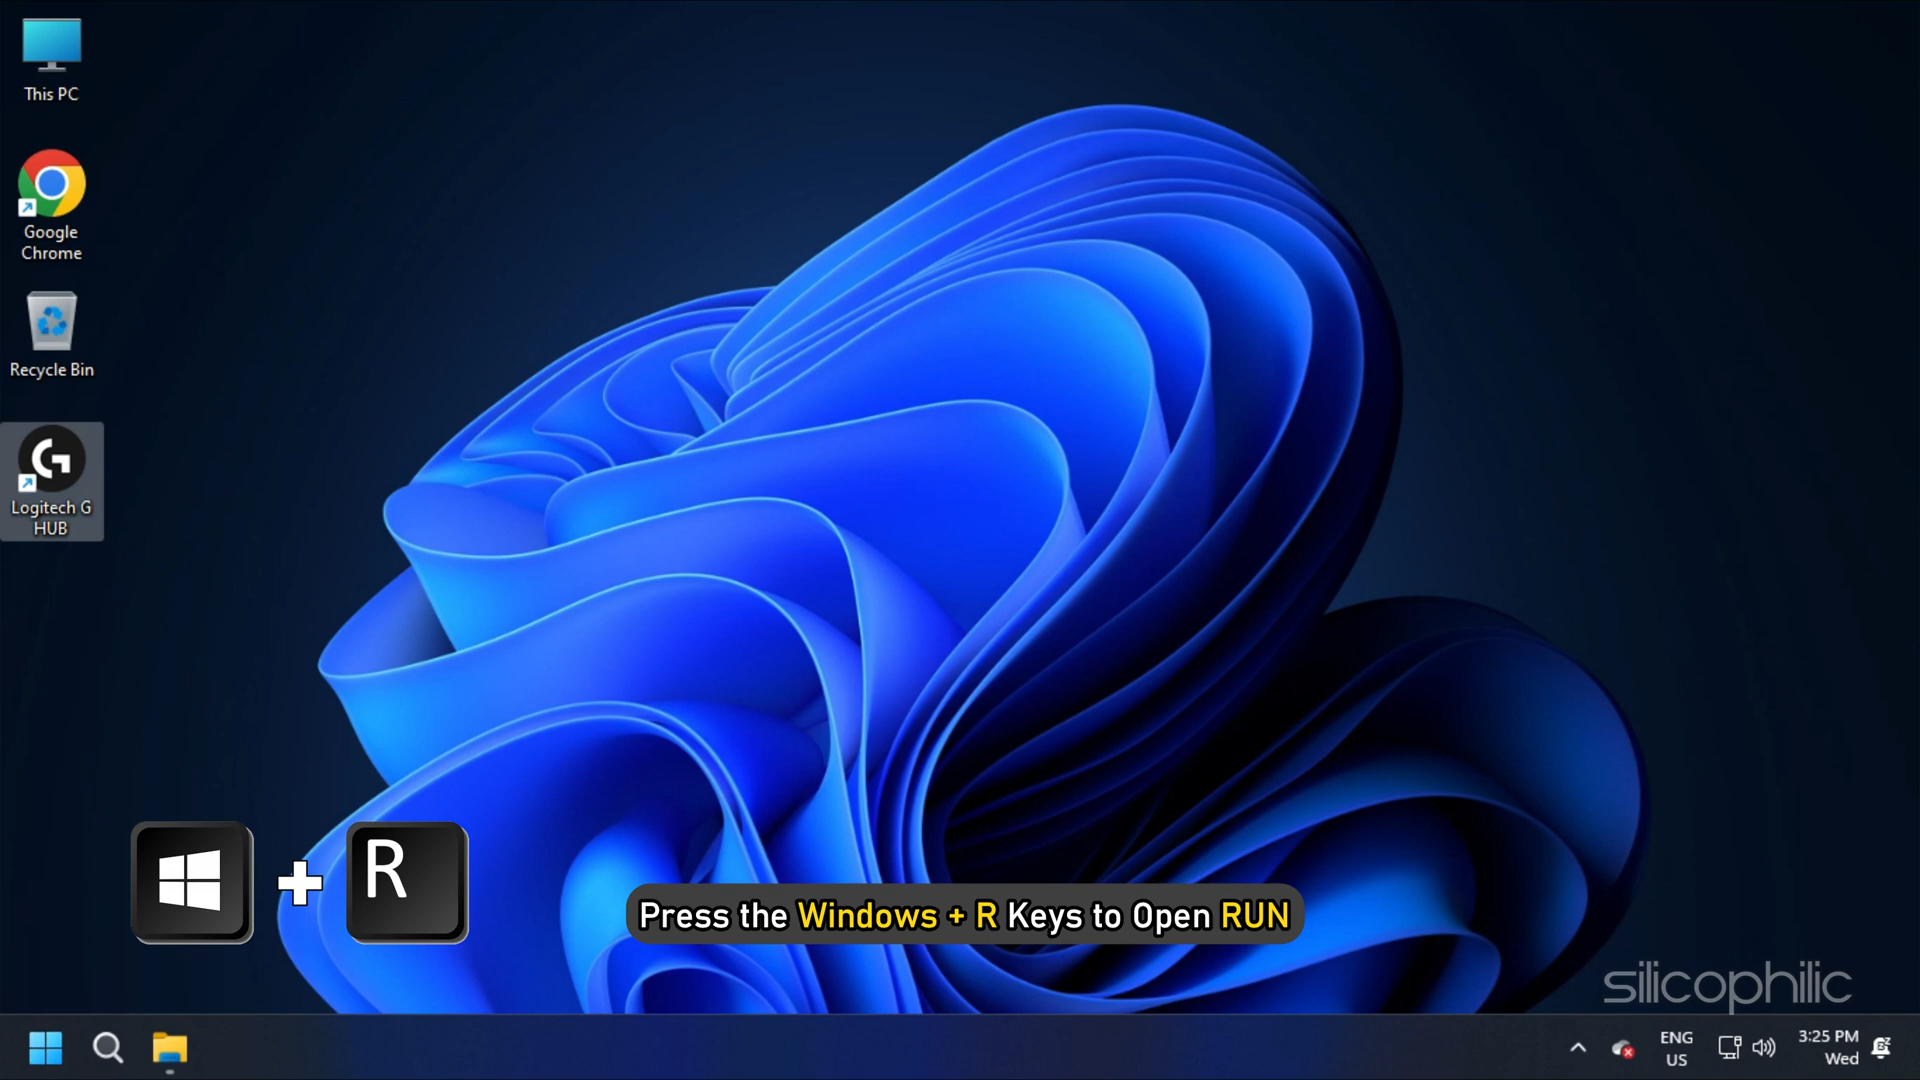 This PC
Google
Chrome
Recycle Bin
Logitech G
HUB
R
Press the Windows + R Keys to Open RUN
silicophilic
ENG
US
3:25 PM
Wed